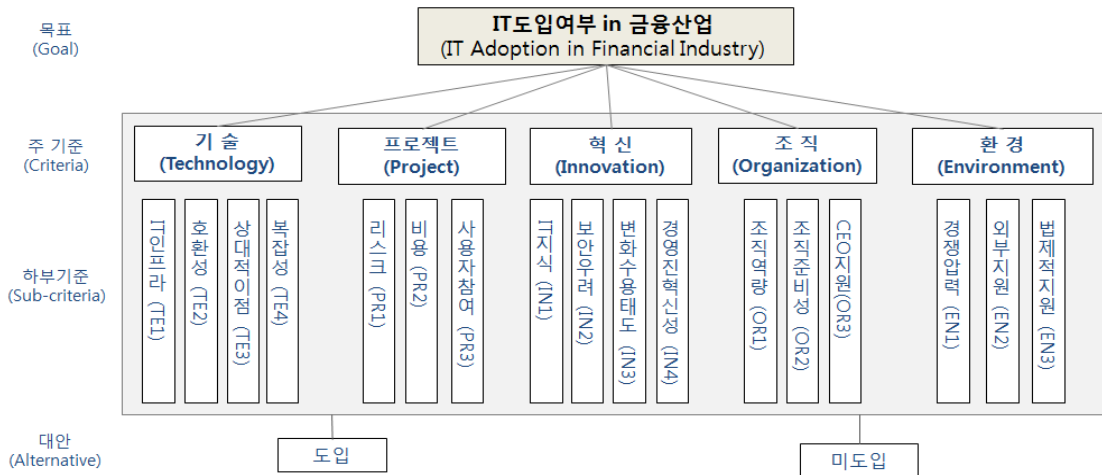 목표
(Goal)
IT도입여부 in 금융산업
(IT Adoption in Financial Industry)
주 기준
(Criteria)
기 술
(Technology)
프로젝트
(Project)
혁 신
(Innovation)
조 직
(Organization)
환 경
(Environment)
하부기준
(Sub-criteria)
IT인프라 (TE1)
호환성 (TE2)
상대적이점 (TE3)
복잡성 (TE4)
리스크 (PR1)
비용 (PR2)
사용자참여 (PR3)
IT지식 (IN1)
보안우려 (IN2)
변화수용태도 (IN3)
경영진혁신성 (IN4)
조직역량 (OR1)
조직준비성 (OR2)
CEO지원(OR3)
경쟁압력 (EN1)
외부지원 (EN2)
법제적지원 (EN3)
대안
(Alternative)
도입
미도입